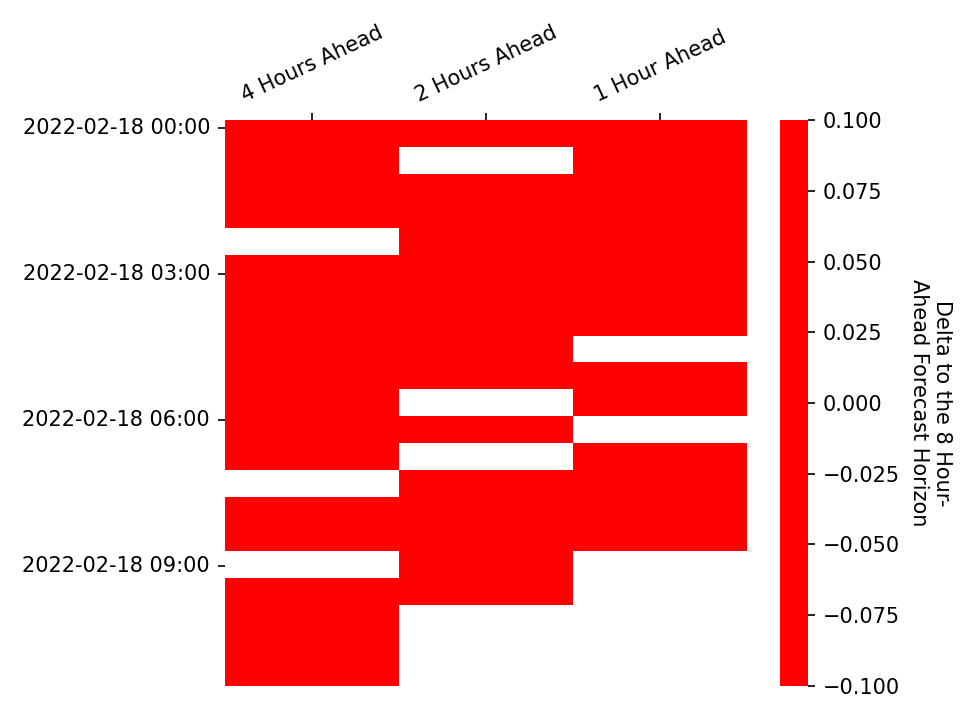 4 Hours Ahead
2 Hours Ahead
1 Hour Ahead
2022-02-18 00:00
2022-02-18 03:00
2022-02-18 06:00
2022-02-18 09:00
0.100
0.075
0.050
0.025
0.000
−0.025
−0.050
−0.075
−0.100
Delta to the 8 Hour-
Ahead Forecast Horizon